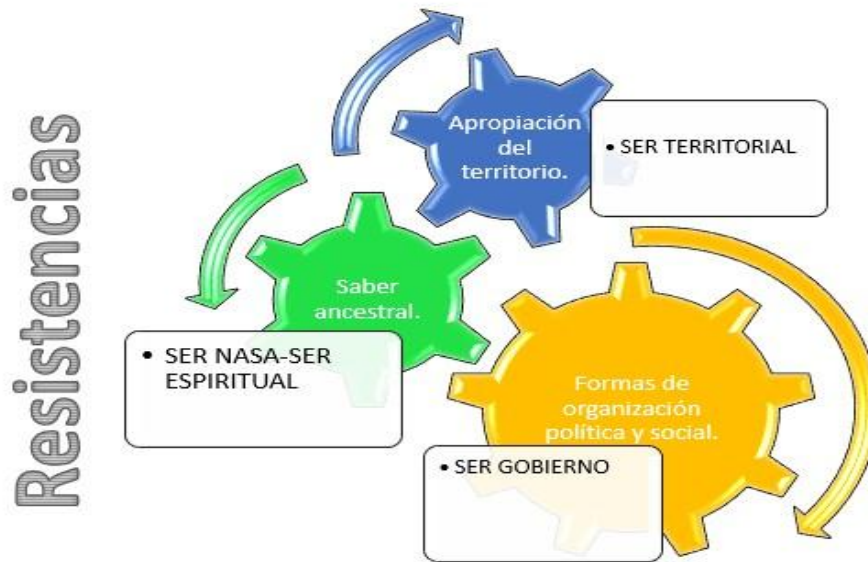 Resistencias
Apropiación
del
territorio.
• SER TERRITORIAL
Saber
ancestral.
• SER NASA-SER
ESPIRITUAL
Formas de
organización
política y social.
• SER GOBIERNO